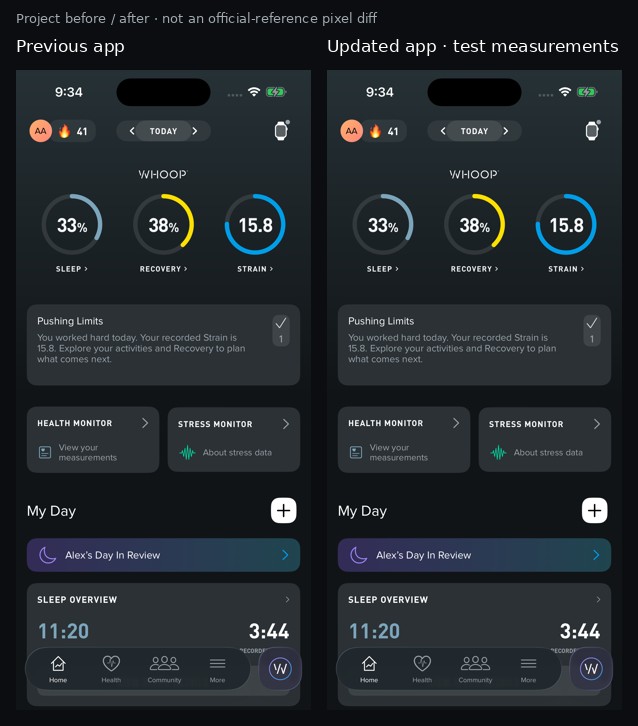 Project before / after · not an official-reference pixel diff
Previous app
9:34
AA 🔥 41
TODAY
WHOOP
33%
38%
15.8
SLEEP
RECOVERY
STRAIN
Pushing Limits
You worked hard today. Your recorded Strain is
15.8. Explore your activities and Recovery to plan
what comes next.
1
HEALTH MONITOR
View your
measurements
STRESS MONITOR
About stress data
My Day
Alex's Day In Review
SLEEP OVERVIEW
11:20
3:44
Home
Health
Community
More
W
Updated app · test measurements
9:34
AA 🔥 41
TODAY
WHOOP
33%
38%
15.8
SLEEP
RECOVERY
STRAIN
Pushing Limits
You worked hard today. Your recorded Strain is
15.8. Explore your activities and Recovery to plan
what comes next.
1
HEALTH MONITOR
View your
measurements
STRESS MONITOR
About stress data
My Day
Alex's Day In Review
SLEEP OVERVIEW
11:20
3:44
Home
Health
Community
More
W